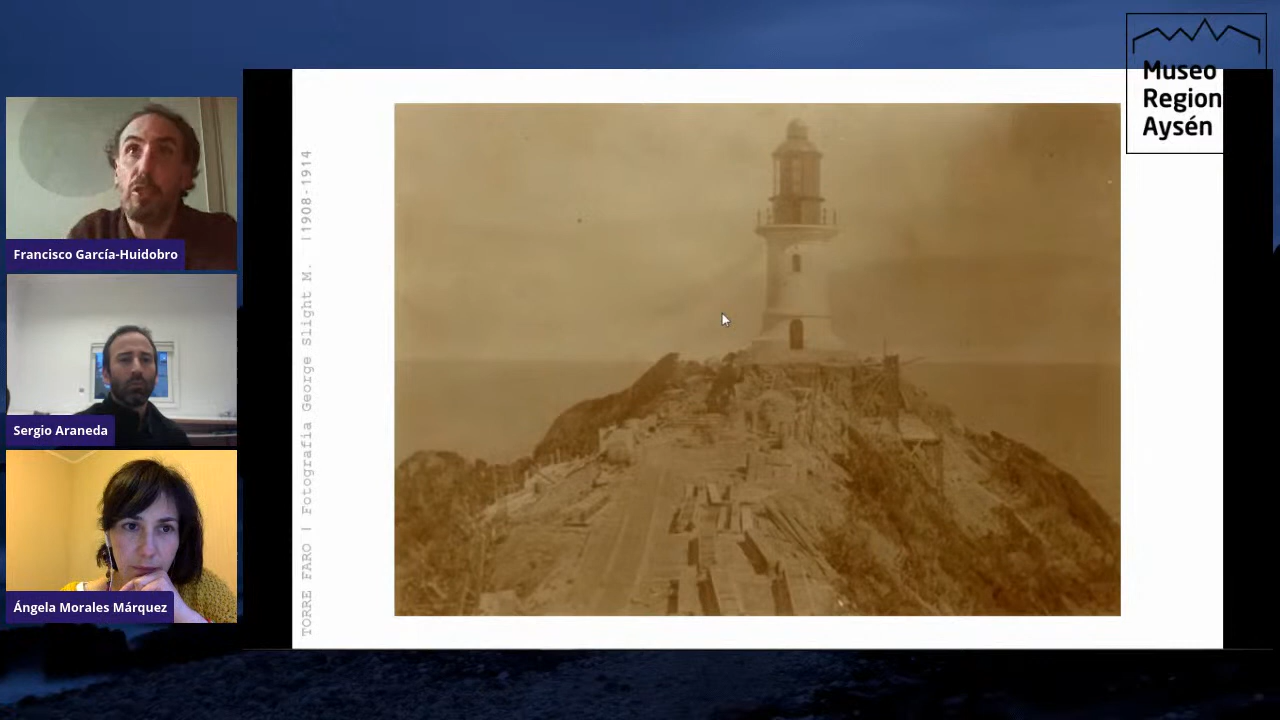 Museo
Region
Aysén
Francisco García-Huidobro
Sergio Araneda
Ángela Morales Márquez
TORRE FARO | Fotografía George Slight M. |1908-1914